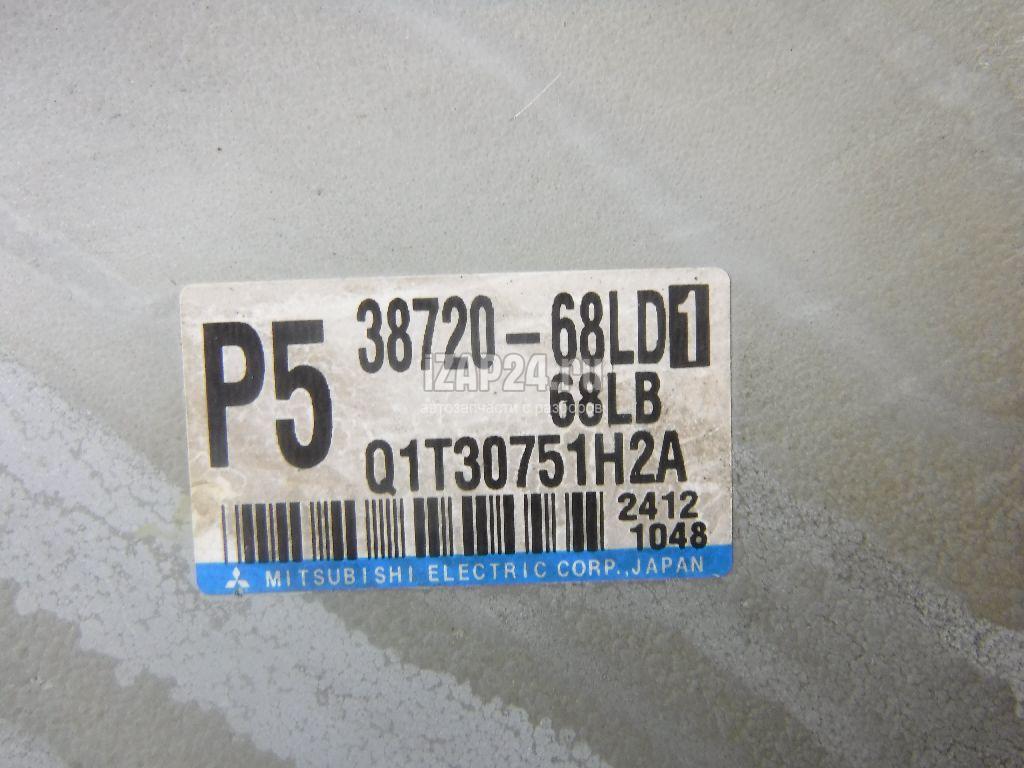 P5
38720-68LD1
68LB
Q1T30751H2A
2412
1048
MITSUBISHI ELECTRIC CORP., JAPAN
IZAP24.ru
автозапчасти с разборов